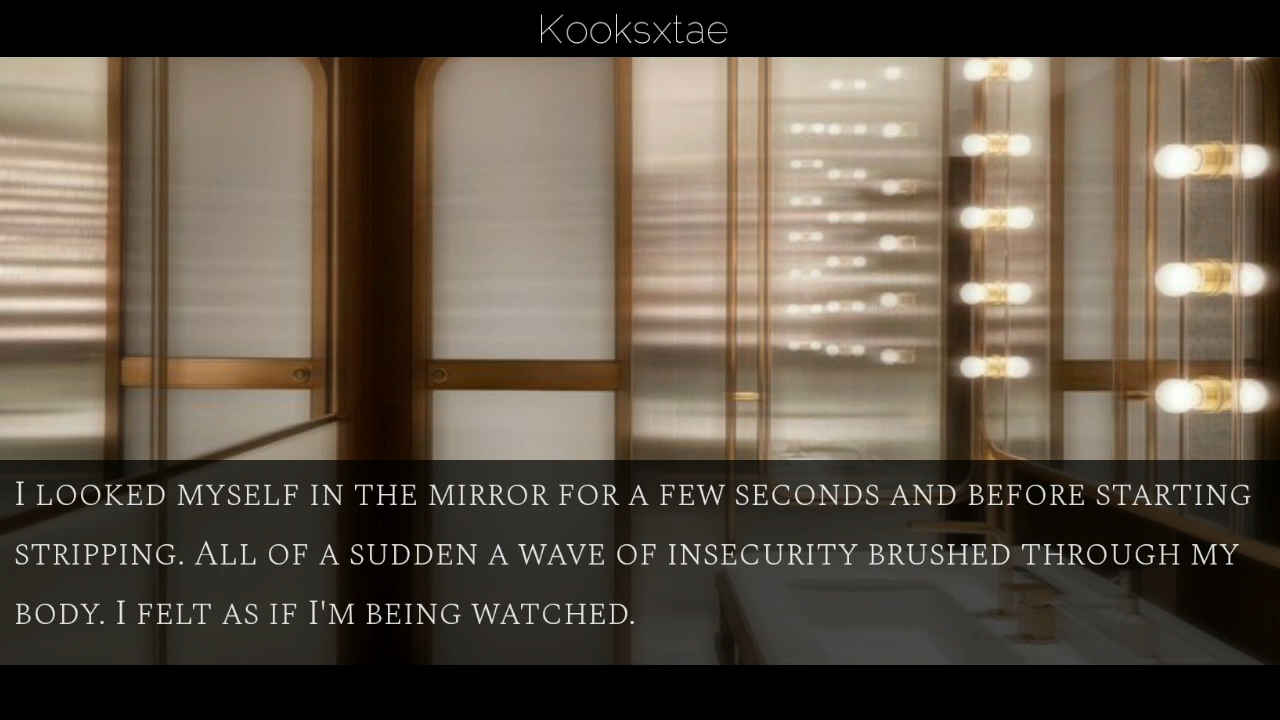 Kooksxtae
I LOOKED MYSELF IN THE MIRROR FOR A FEW SECONDS AND BEFORE STARTING
STRIPPING. ALL OF A SUDDEN A WAVE OF INSECURITY BRUSHED THROUGH MY
BODY. I FELT AS IF I'M BEING WATCHED.